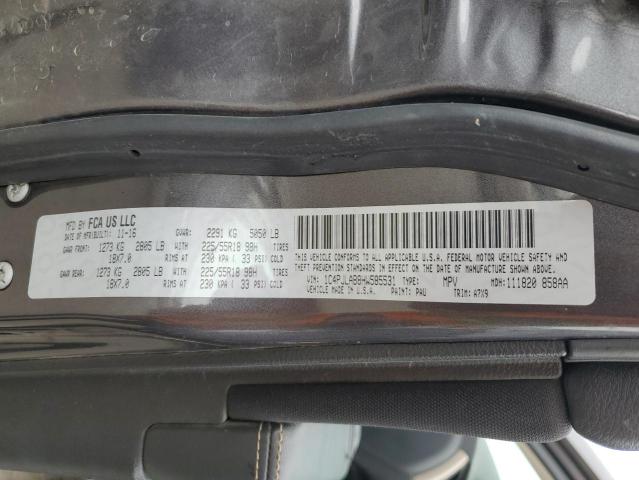 MFD BY FCA US LLC
DATE OF MFR(BUILT): 11-16 GVWR: 2291 KG 5050 LB
GAWR FRONT: 1273 KG 2805 LB WITH 225/55R18 98H TIRES
18X7.0 RIMS AT 230 KPA ( 33 PSI) COLD
GAWR REAR: 1273 KG 2805 LB WITH 225/55R18 98H TIRES
18X7.0 RIMS AT 230 KPA ( 33 PSI) COLD
THIS VEHICLE CONFORMS TO ALL APPLICABLE U.S.A. FEDERAL MOTOR VEHICLE SAFETY AND
THEFT PREVENTION STANDARDS IN EFFECT ON THE DATE OF MANUFACTURE SHOWN ABOVE.
VIN: 1C4PJLAB8HW585531 TYPE: MPV MDH: 111820 858AA
VEHICLE MADE IN U.S.A. PAINT: PAU TRIM: A7X9